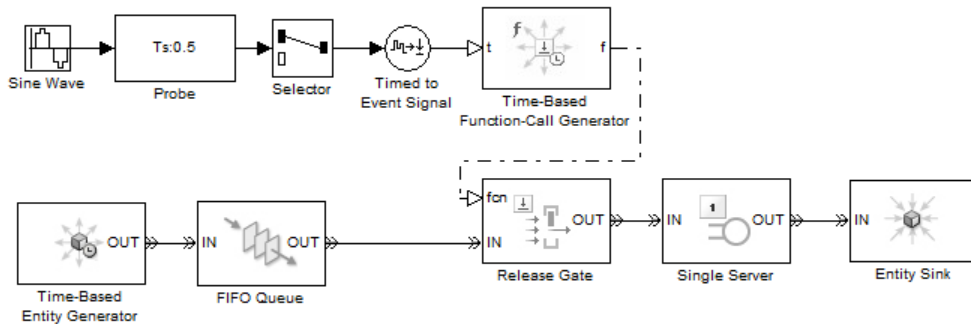 Sine Wave
Ts:0.5
Probe
Selector
Timed to
Event Signal
t
f
f
Time-Based
Function-Call Generator
OUT
Time-Based
Entity Generator
IN
OUT
FIFO Queue
fcn
IN
OUT
Release Gate
IN
1
OUT
Single Server
IN
Entity Sink